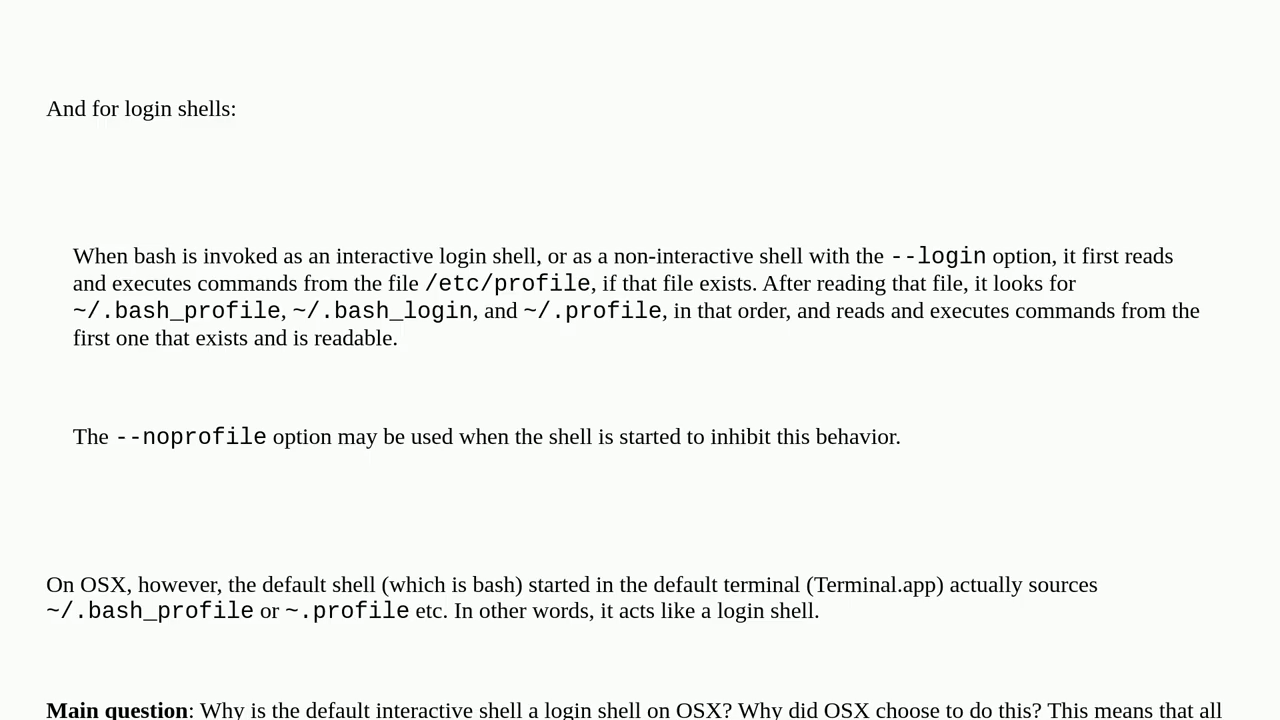 And for login shells:
When bash is invoked as an interactive login shell, or as a non-interactive shell with the --login option, it first reads
and executes commands from the file /etc/profile, if that file exists. After reading that file, it looks for
~/.bash_profile, ~/.bash_login, and ~/.profile, in that order, and reads and executes commands from the
first one that exists and is readable.
The --noprofile option may be used when the shell is started to inhibit this behavior.
On OSX, however, the default shell (which is bash) started in the default terminal (Terminal.app) actually sources
~/.bash_profile or ~.profile etc. In other words, it acts like a login shell.
Main question: Why is the default interactive shell a login shell on OSX? Why did OSX choose to do this? This means that all